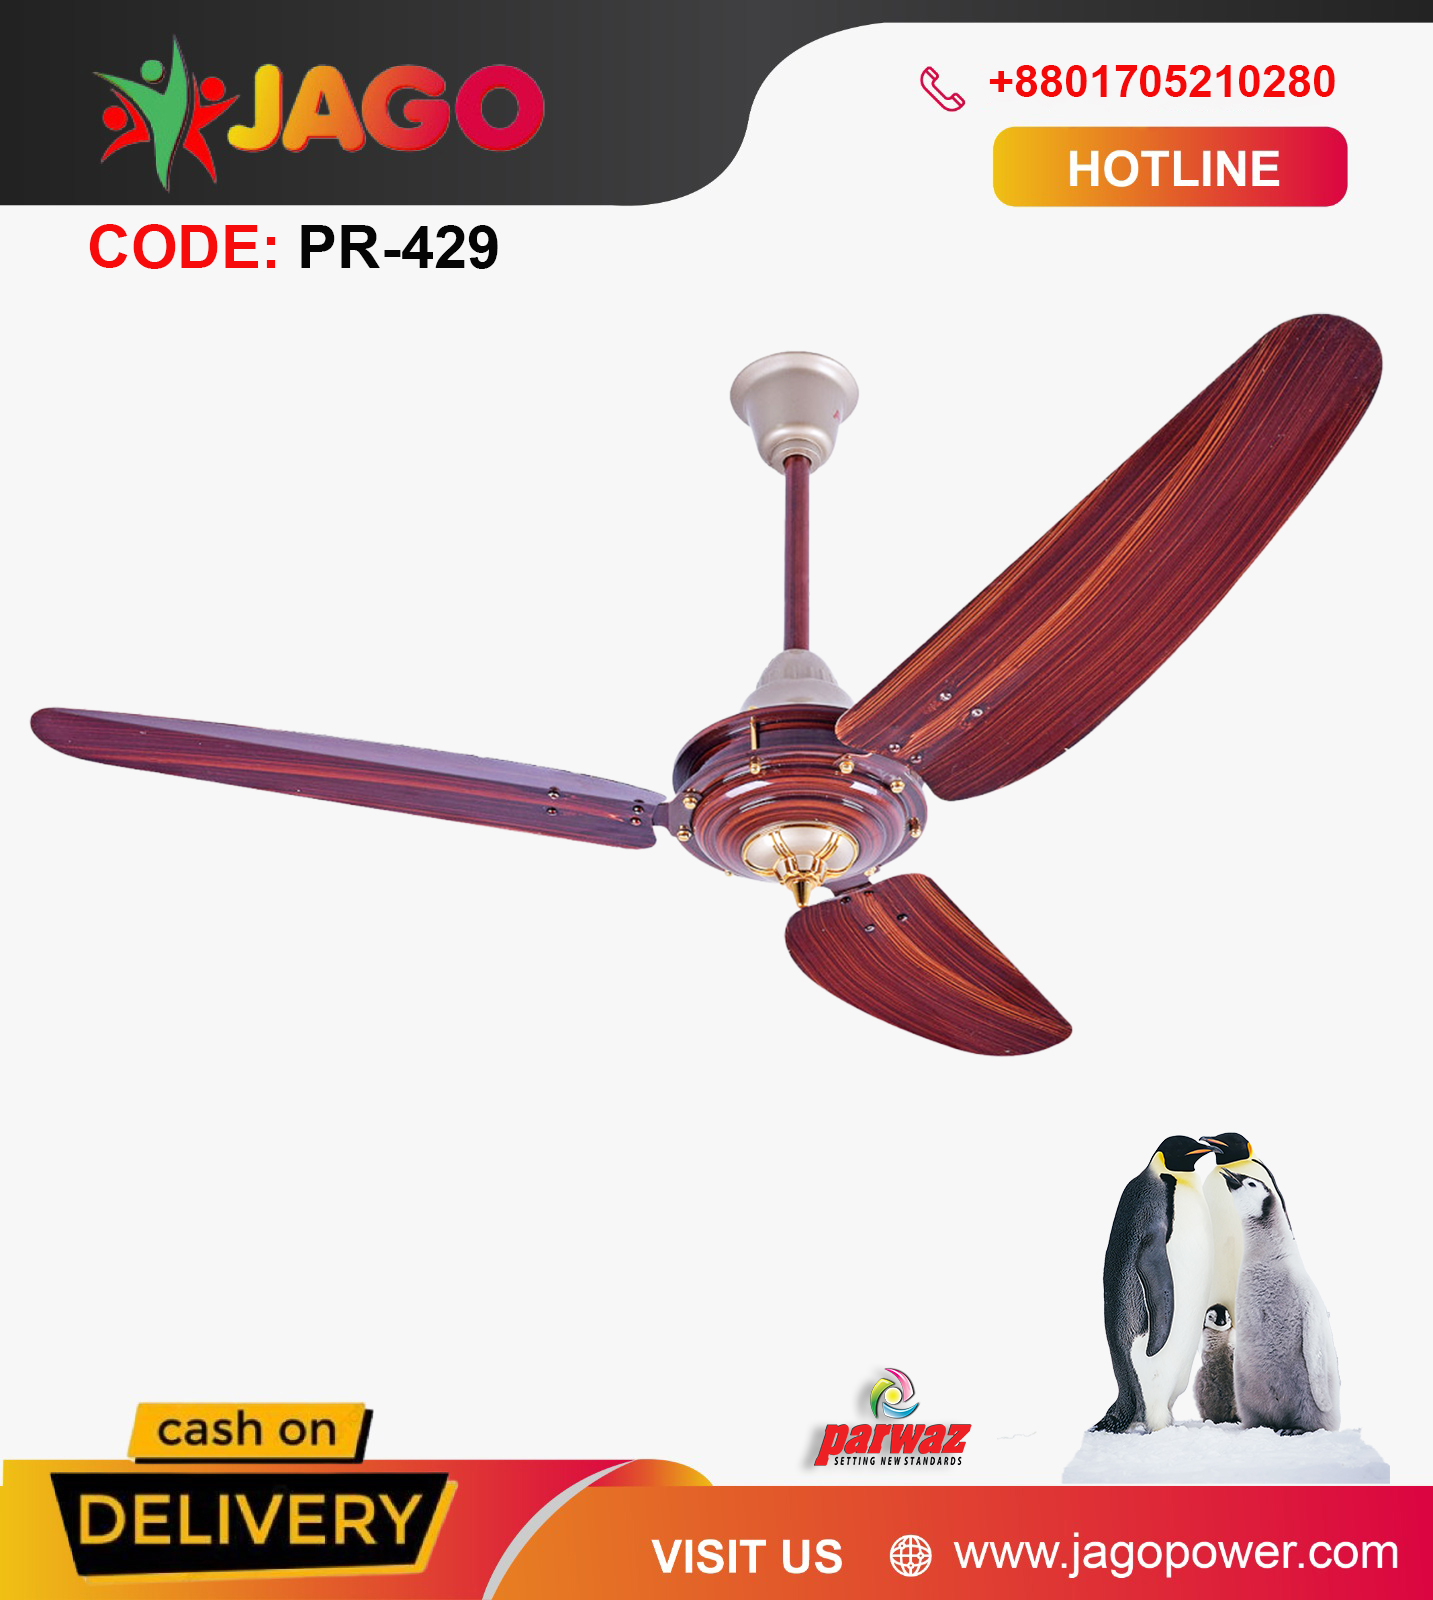 JAGO
+8801705210280
HOTLINE
CODE: PR-429
cash on
DELIVERY
parwaz
SETTING NEW STANDARDS
VISIT US
www.jagopower.com